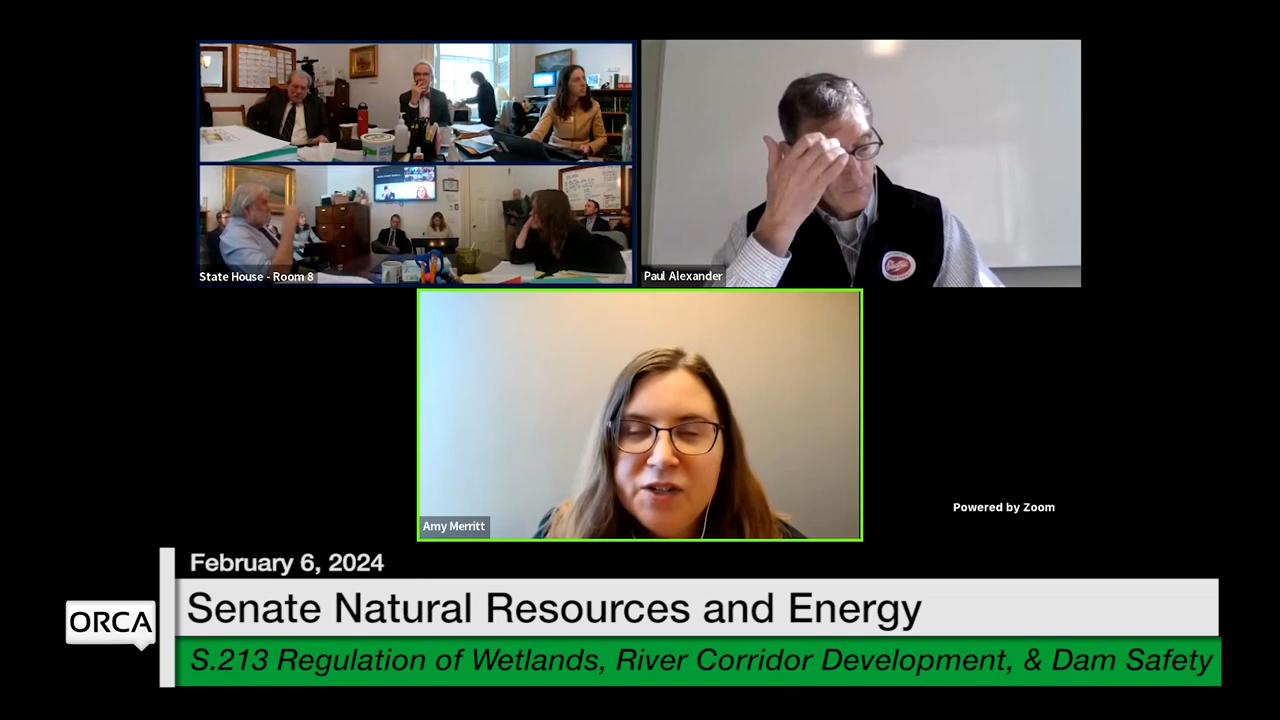 State House - Room 8
Paul Alexander
Amy Merritt
Powered by Zoom
February 6, 2024
ORCA
Senate Natural Resources and Energy
S.213 Regulation of Wetlands, River Corridor Development, & Dam Safety